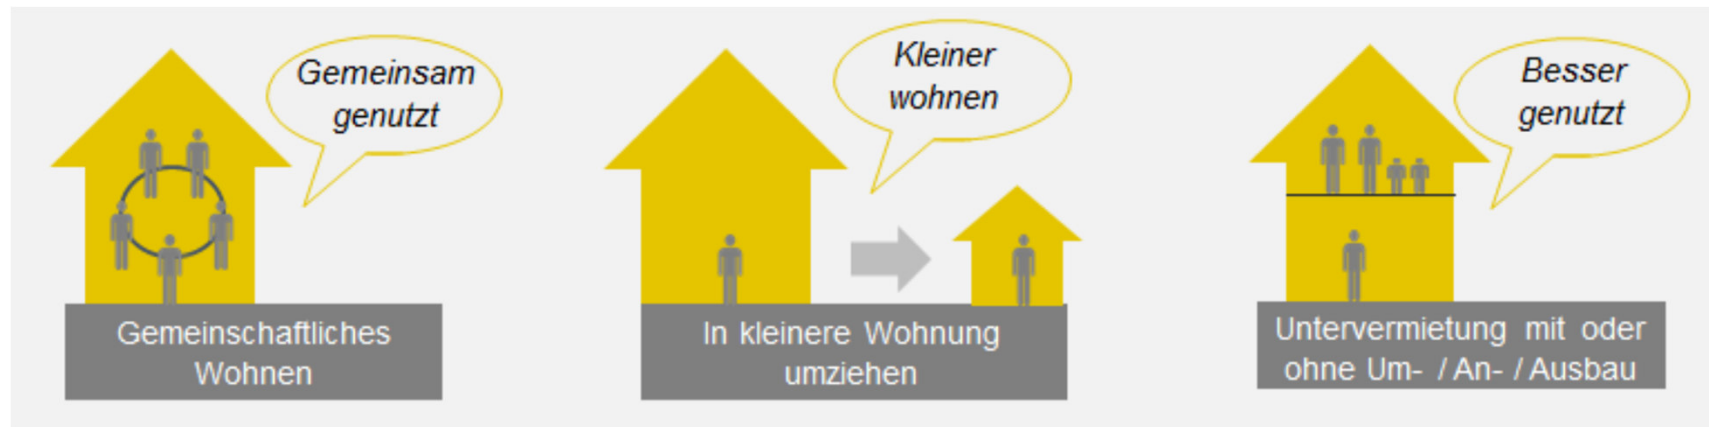 Gemeinsam
genutzt
Gemeinschaftliches
Wohnen
Kleiner
wohnen
In kleinere Wohnung
umziehen
Besser
genutzt
Untervermietung mit oder
ohne Um- / An- / Ausbau